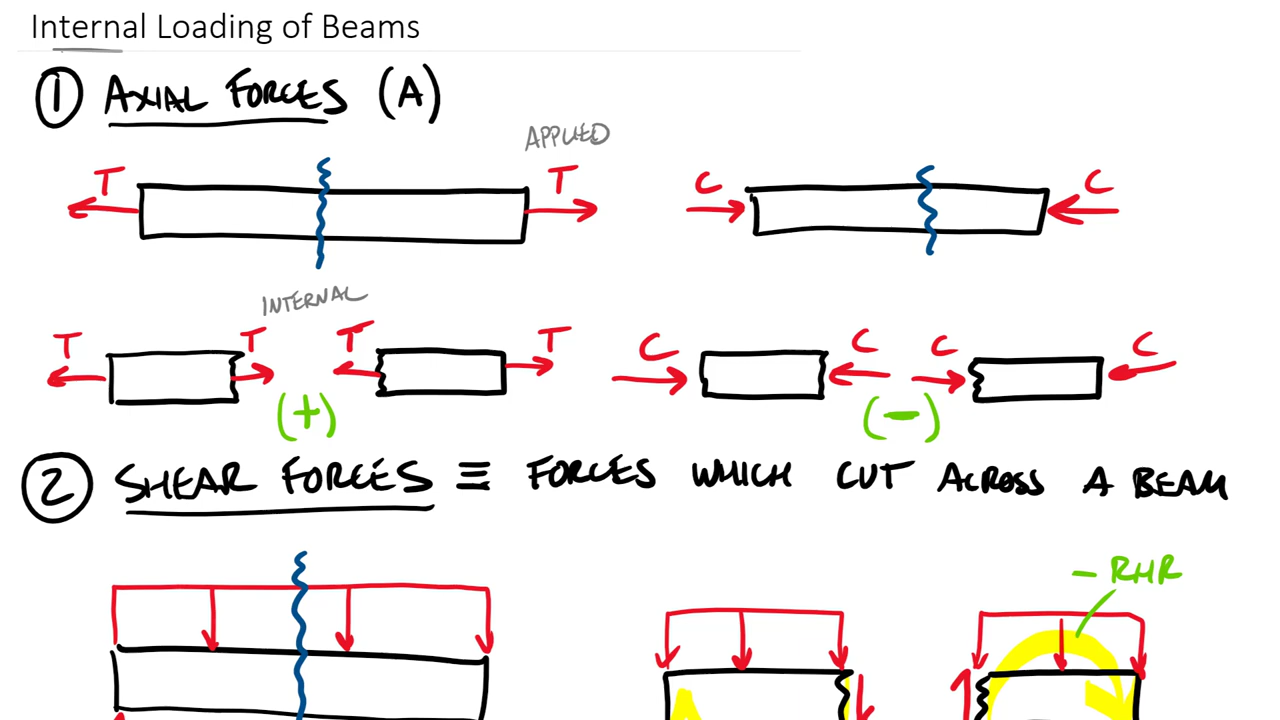 Internal Loading of Beams
① AXIAL FORCES (A)
APPLIED
T T C C
INTERNAL
T T T T C C C C
(+) (-)
② SHEAR FORCES ≡ FORCES WHICH CUT ACROSS A BEAM
- RHR